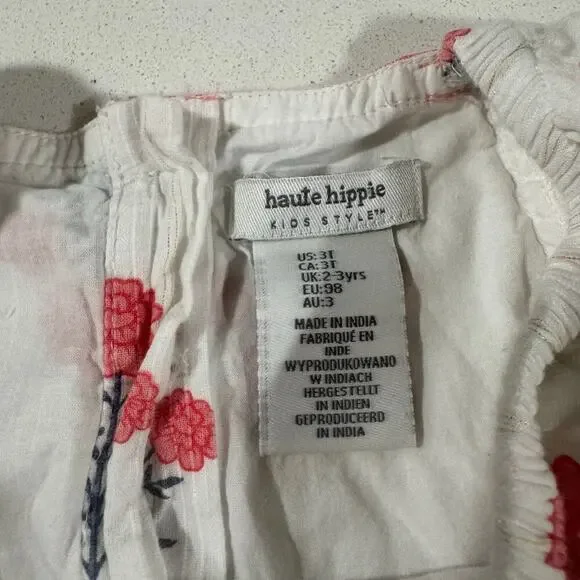 haute hippie
KIDS STYLE™
US: 3T
CA: 3T
UK: 2-3yrs
EU: 98
AU: 3
MADE IN INDIA
FABRIQUÉ EN
INDE
WYPRODUKOWANO
W INDIACH
HERGESTELLT
IN INDIEN
GEPRODUCEERD
IN INDIA